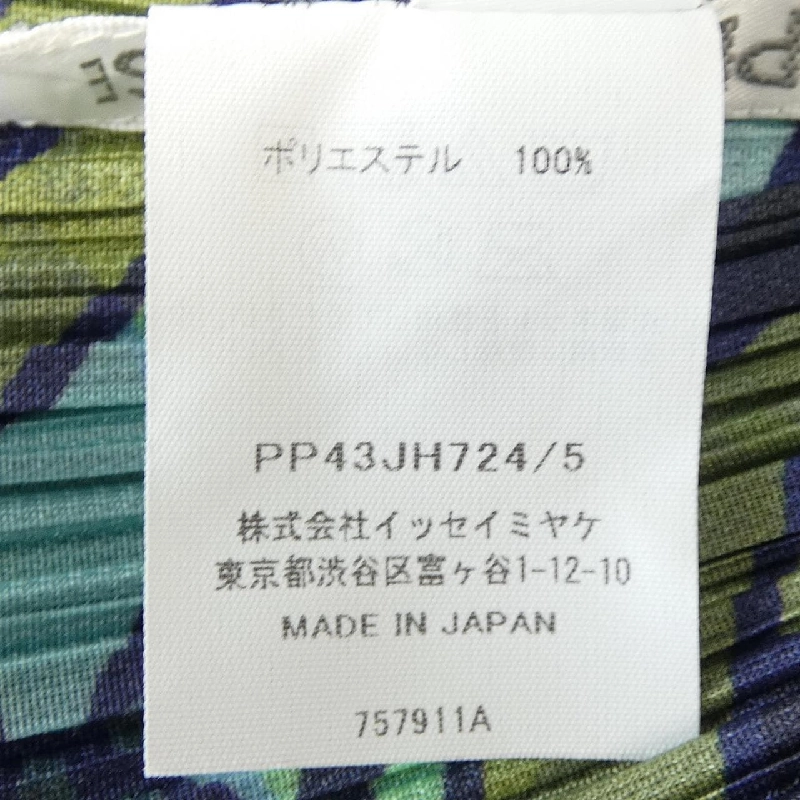 ポリエステル 100%
PP43JH724/5
株式会社イッセイミヤケ
東京都渋谷区富ヶ谷1-12-10
MADE IN JAPAN
757911A